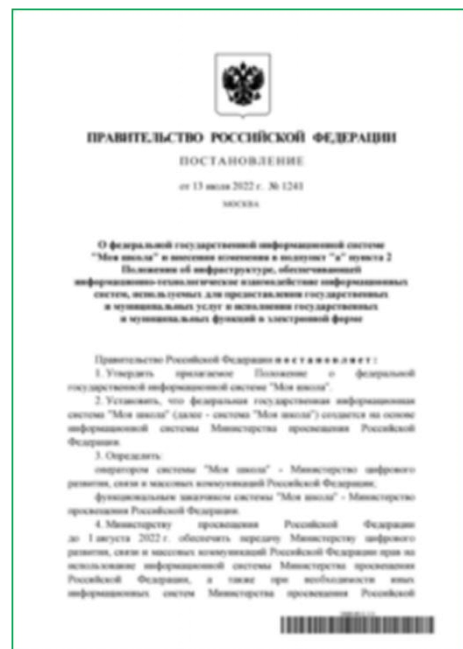 ПРАВИТЕЛЬСТВО РОССИЙСКОЙ ФЕДЕРАЦИИ
ПОСТАНОВЛЕНИЕ
от 13 июля 2022 г. № 1241
МОСКВА
О федеральной государственной информационной системе
"Моя школа" и внесении изменения в подпункт "а" пункта 2
Положения об инфраструктуре, обеспечивающей
информационно-технологическое взаимодействие информационных
систем, используемых для предоставления государственных
и муниципальных услуг и исполнения государственных
и муниципальных функций в электронной форме
Правительство Российской Федерации постановляет:
1. Утвердить прилагаемое Положение о федеральной
государственной информационной системе "Моя школа".
2. Установить, что федеральная государственная информационная
система "Моя школа" (далее - система "Моя школа") создается на основе
информационной системы Министерства просвещения Российской
Федерации.
3. Определить:
оператором системы "Моя школа" - Министерство цифрового
развития, связи и массовых коммуникаций Российской Федерации;
функциональным заказчиком системы "Моя школа" - Министерство
просвещения Российской Федерации.
4. Министерству просвещения Российской Федерации
до 1 августа 2022 г. обеспечить передачу Министерству цифрового
развития, связи и массовых коммуникаций Российской Федерации прав на
использование информационной системы Министерства просвещения
Российской Федерации, а также при необходимости иных
информационных систем Министерства просвещения Российской